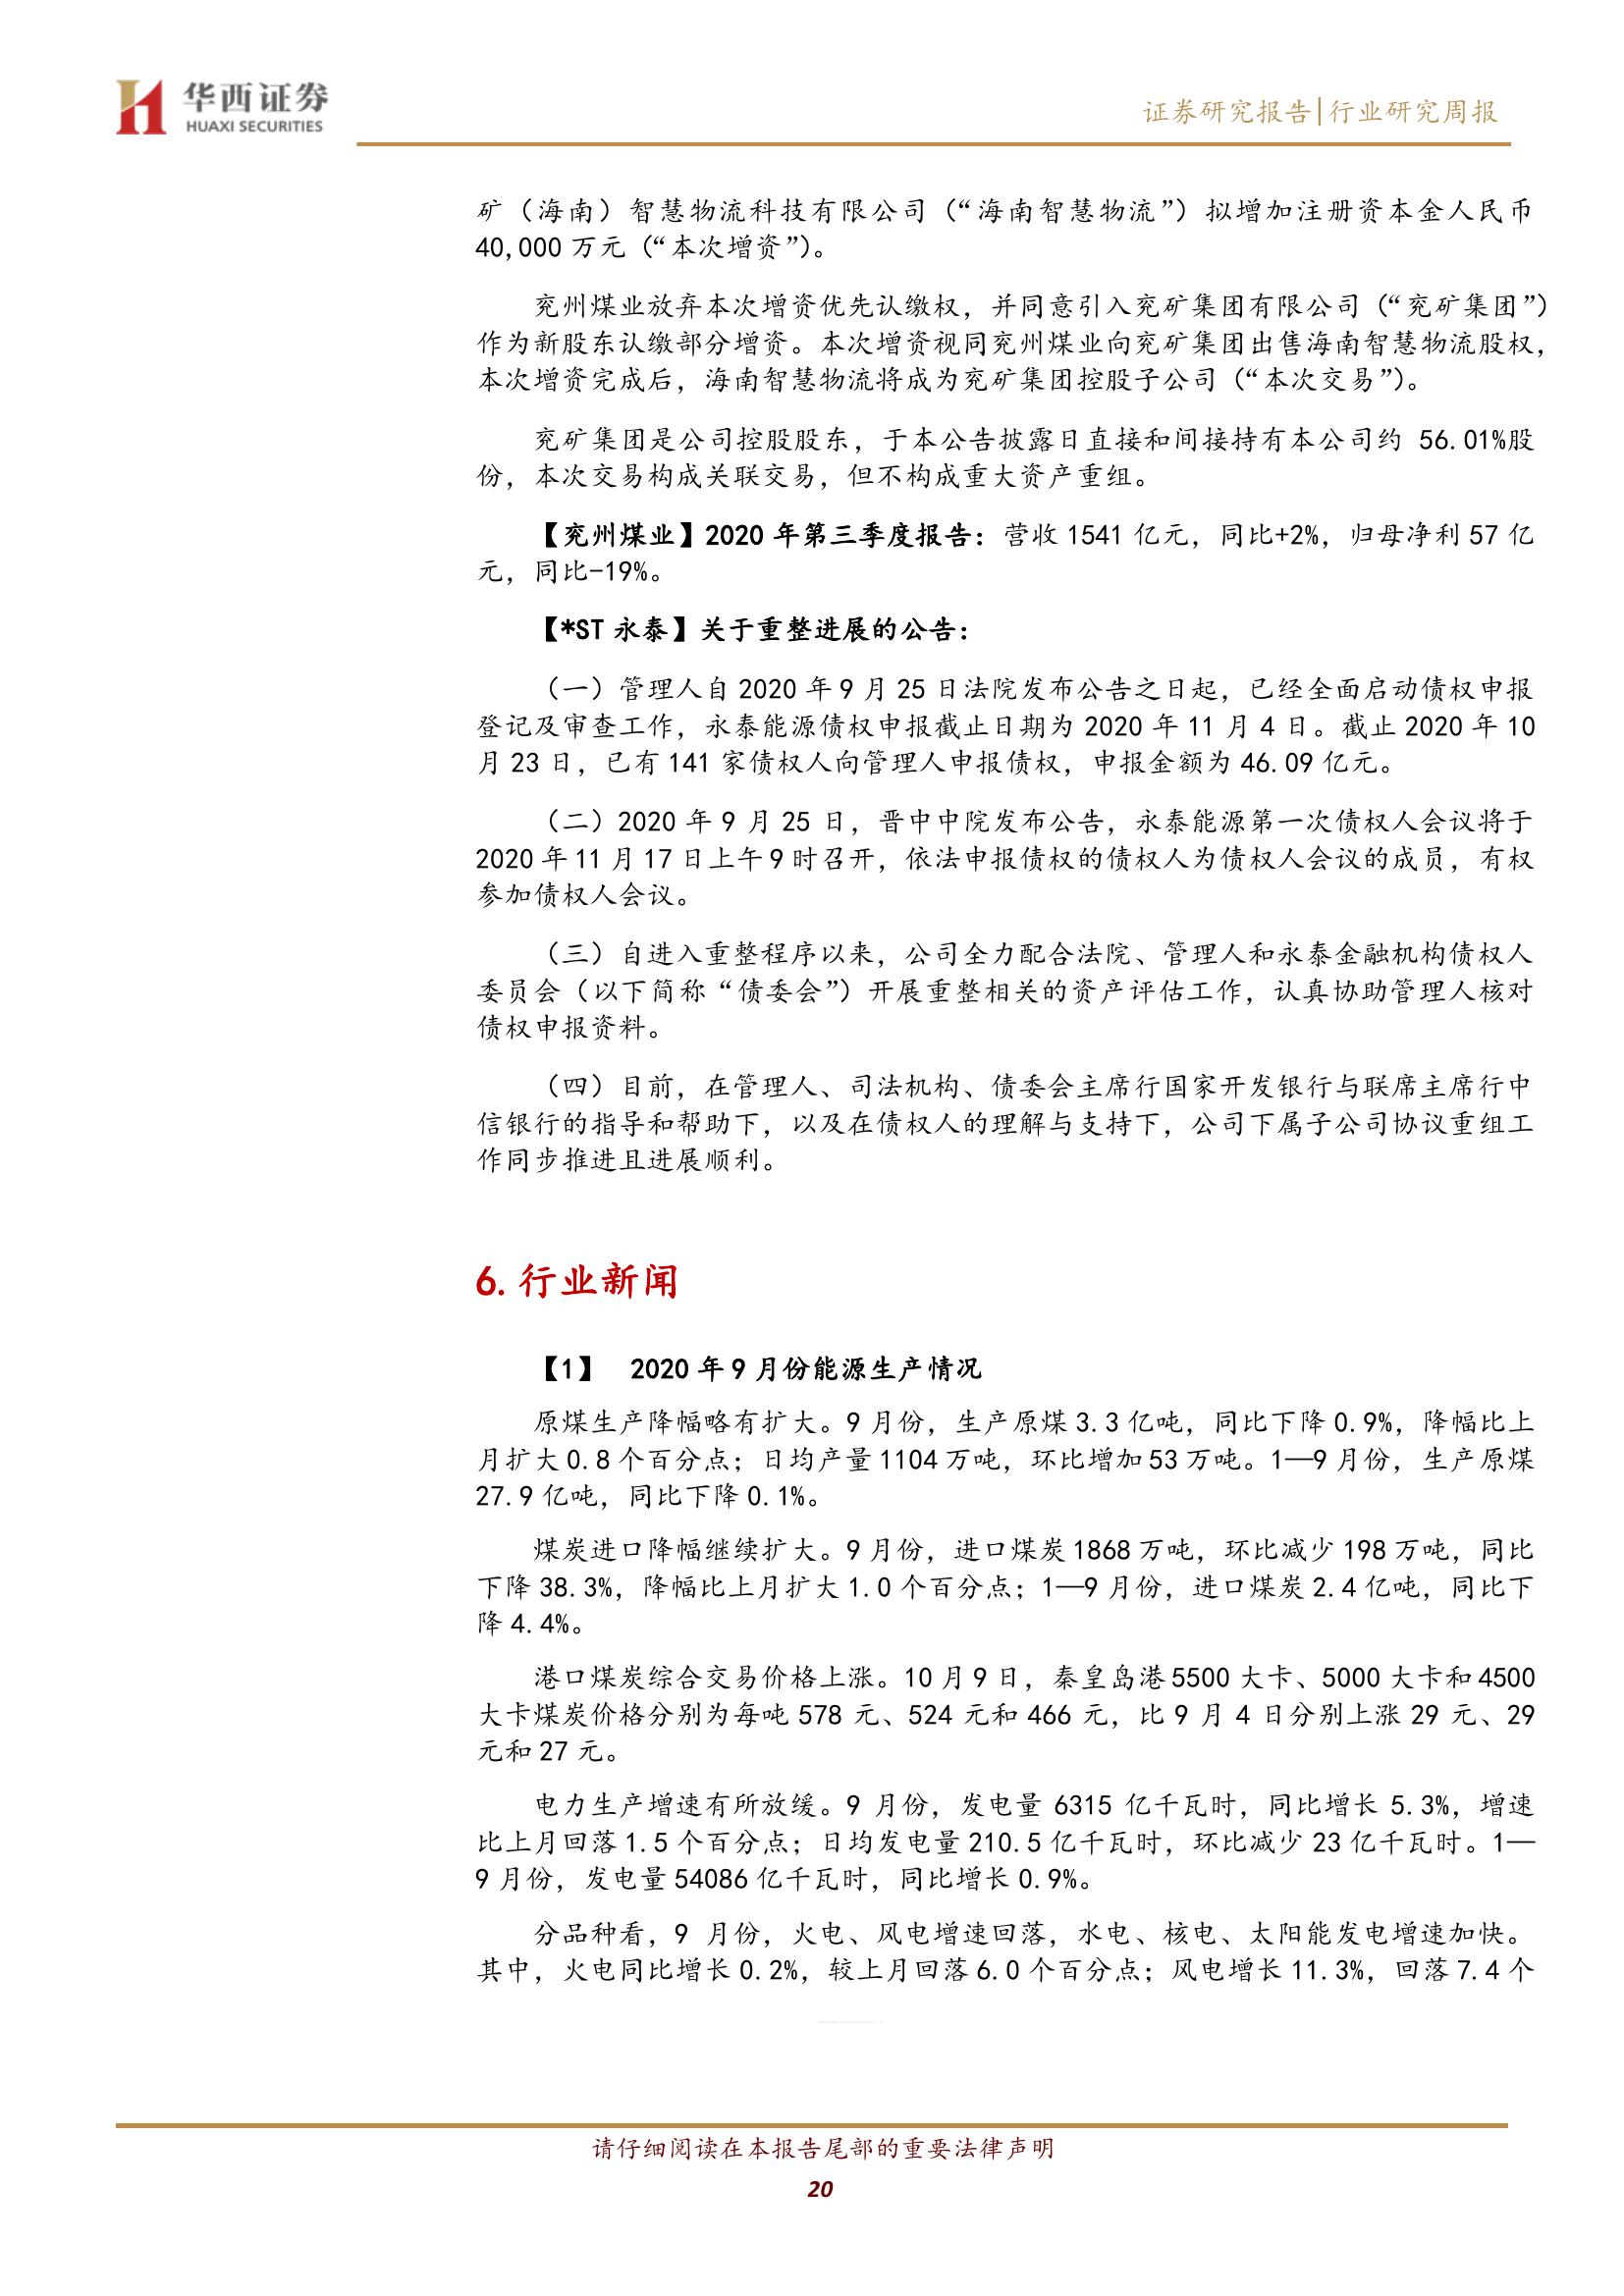 华西证券
HUAXI SECURITIES
证券研究报告|行业研究周报
矿（海南）智慧物流科技有限公司（“海南智慧物流”）拟增加注册资本金人民币
40,000 万元（“本次增资”）。
兖州煤业放弃本次增资优先认缴权，并同意引入兖矿集团有限公司（“兖矿集团”）
作为新股东认缴部分增资。本次增资视同兖州煤业向兖矿集团出售海南智慧物流股权，
本次增资完成后，海南智慧物流将成为兖矿集团控股子公司（“本次交易”）。
兖矿集团是公司控股股东，于本公告披露日直接和间接持有本公司约 56.01%股
份，本次交易构成关联交易，但不构成重大资产重组。
【兖州煤业】2020 年第三季度报告：营收 1541 亿元，同比+2%，归母净利 57 亿
元，同比-19%。
【*ST 永泰】关于重整进展的公告：
（一）管理人自 2020 年 9 月 25 日法院发布公告之日起，已经全面启动债权申报
登记及审查工作，永泰能源债权申报截止日期为 2020 年 11 月 4 日。截止 2020 年 10
月 23 日，已有 141 家债权人向管理人申报债权，申报金额为 46.09 亿元。
（二）2020 年 9 月 25 日，晋中中院发布公告，永泰能源第一次债权人会议将于
2020 年 11 月 17 日上午 9 时召开，依法申报债权的债权人为债权人会议的成员，有权
参加债权人会议。
（三）自进入重整程序以来，公司全力配合法院、管理人和永泰金融机构债权人
委员会（以下简称“债委会”）开展重整相关的资产评估工作，认真协助管理人核对
债权申报资料。
（四）目前，在管理人、司法机构、债委会主席行国家开发银行与联席主席行中
信银行的指导和帮助下，以及在债权人的理解与支持下，公司下属子公司协议重组工
作同步推进且进展顺利。
6.行业新闻
【1】 2020 年 9 月份能源生产情况
原煤生产降幅略有扩大。9 月份，生产原煤 3.3 亿吨，同比下降 0.9%，降幅比上
月扩大 0.8 个百分点；日均产量 1104 万吨，环比增加 53 万吨。1—9 月份，生产原煤
27.9 亿吨，同比下降 0.1%。
煤炭进口降幅继续扩大。9 月份，进口煤炭 1868 万吨，环比减少 198 万吨，同比
下降 38.3%，降幅比上月扩大 1.0 个百分点；1—9 月份，进口煤炭 2.4 亿吨，同比下
降 4.4%。
港口煤炭综合交易价格上涨。10 月 9 日，秦皇岛港 5500 大卡、5000 大卡和 4500
大卡煤炭价格分别为每吨 578 元、524 元和 466 元，比 9 月 4 日分别上涨 29 元、29
元和 27 元。
电力生产增速有所放缓。9 月份，发电量 6315 亿千瓦时，同比增长 5.3%，增速
比上月回落 1.5 个百分点；日均发电量 210.5 亿千瓦时，环比减少 23 亿千瓦时。1—
9 月份，发电量 54086 亿千瓦时，同比增长 0.9%。
分品种看，9 月份，火电、风电增速回落，水电、核电、太阳能发电增速加快。
其中，火电同比增长 0.2%，较上月回落 6.0 个百分点；风电增长 11.3%，回落 7.4 个
请仔细阅读在本报告尾部的重要法律声明
20